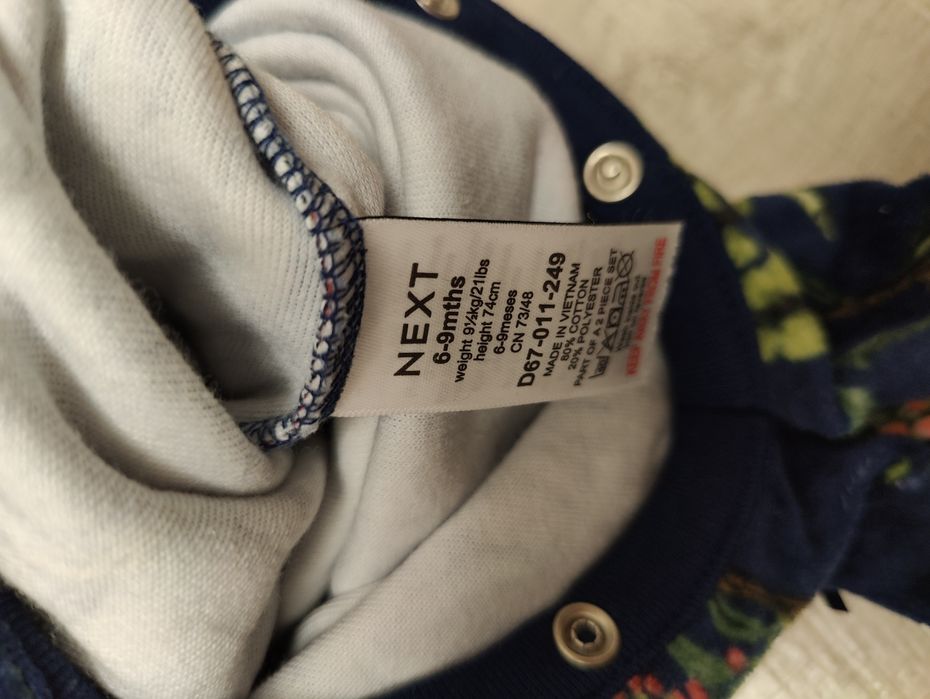 NEXT
6-9mths
weight 9½kg/21lbs
height 74cm
6-9meses
CN 73/48
D67-011-249
MADE IN VIETNAM
80% COTTON
20% POLYESTER
PART OF A 2 PIECE SET
KEEP AWAY FROM FIRE